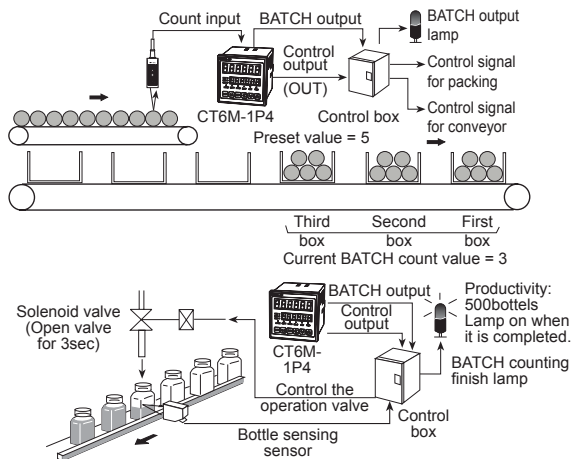 Count input
BATCH output
BATCH output
lamp
Control
output
(OUT)
Control signal
for packing
CT6M-1P4
Control box
Control signal
for conveyor
Preset value = 5
Third
box
Second
box
First
box
Current BATCH count value = 3
Solenoid valve
(Open valve
for 3sec)
BATCH output
Control
output
CT6M-
1P4
Productivity:
500bottels
Lamp on when
it is completed.
BATCH counting
finish lamp
Control the
operation valve
Control
box
Bottle sensing
sensor